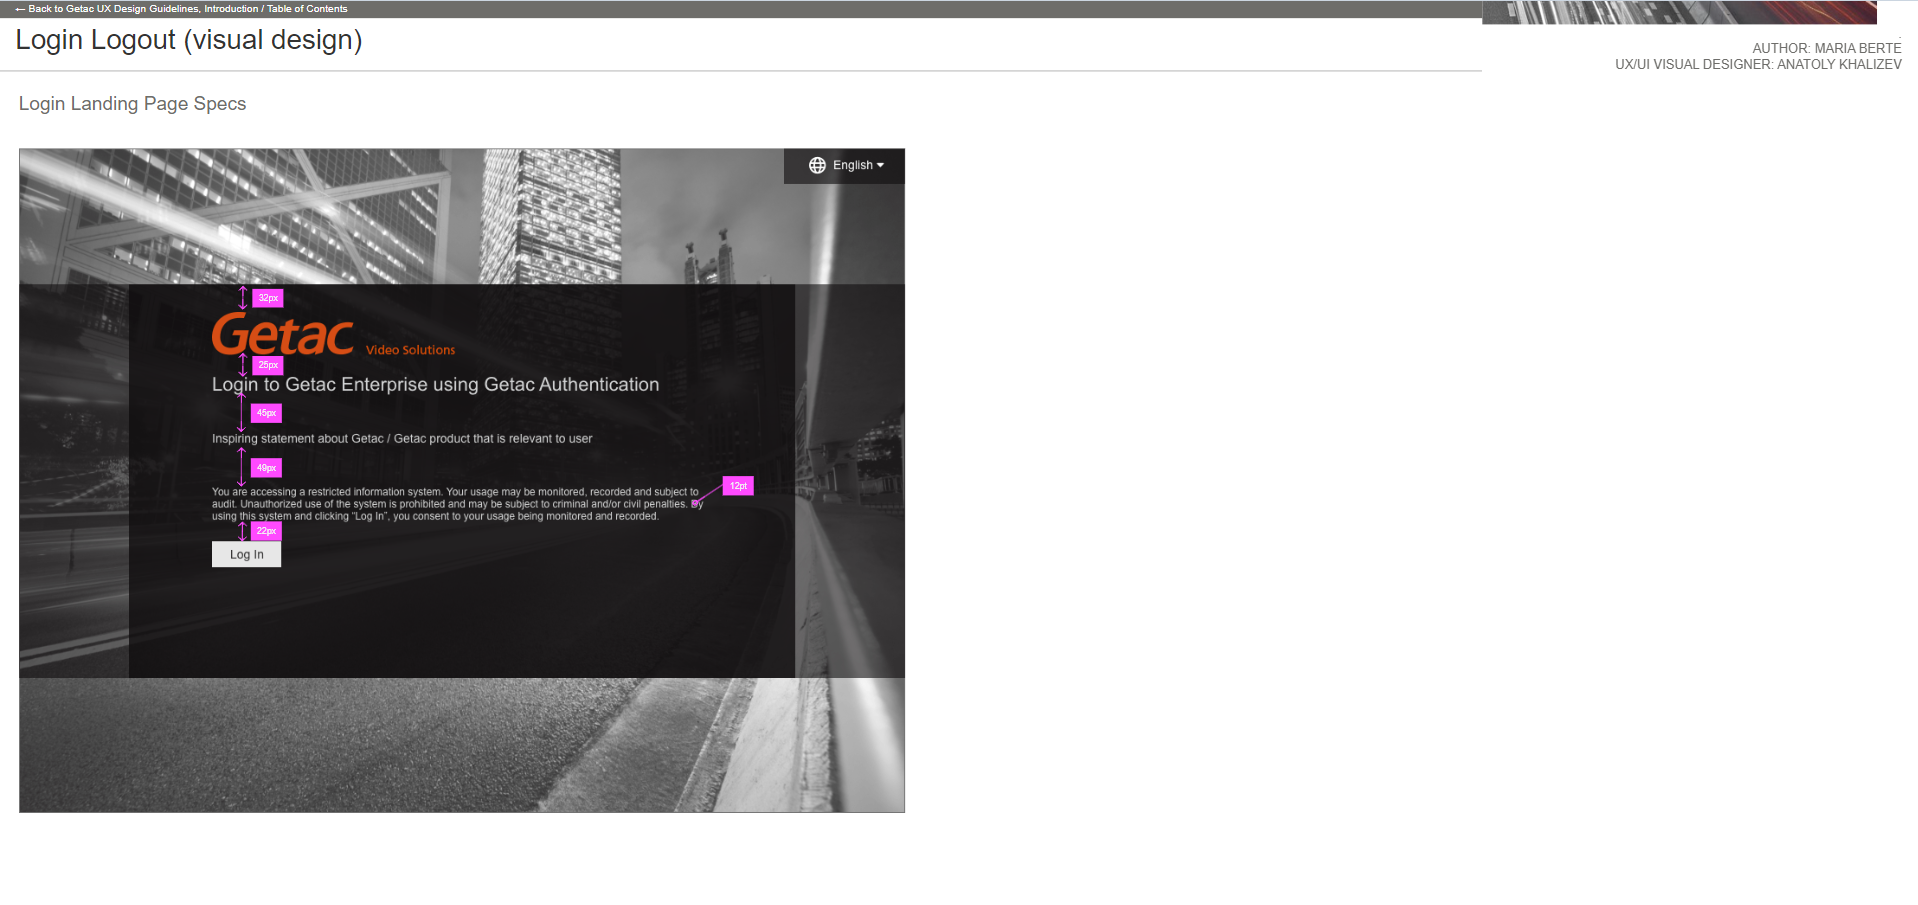 ← Back to Getac UX Design Guidelines, Introduction / Table of Contents
Login Logout (visual design)
AUTHOR: MARIA BERTE
UX/UI VISUAL DESIGNER: ANATOLY KHALIZEV
Login Landing Page Specs
English
32px
Getac Video Solutions
25px
Login to Getac Enterprise using Getac Authentication
45px
Inspiring statement about Getac / Getac product that is relevant to user
49px
12pt
You are accessing a restricted information system. Your usage may be monitored, recorded and subject to
audit. Unauthorized use of the system is prohibited and may be subject to criminal and/or civil penalties. By
using this system and clicking “Log In”, you consent to your usage being monitored and recorded.
22px
Log In